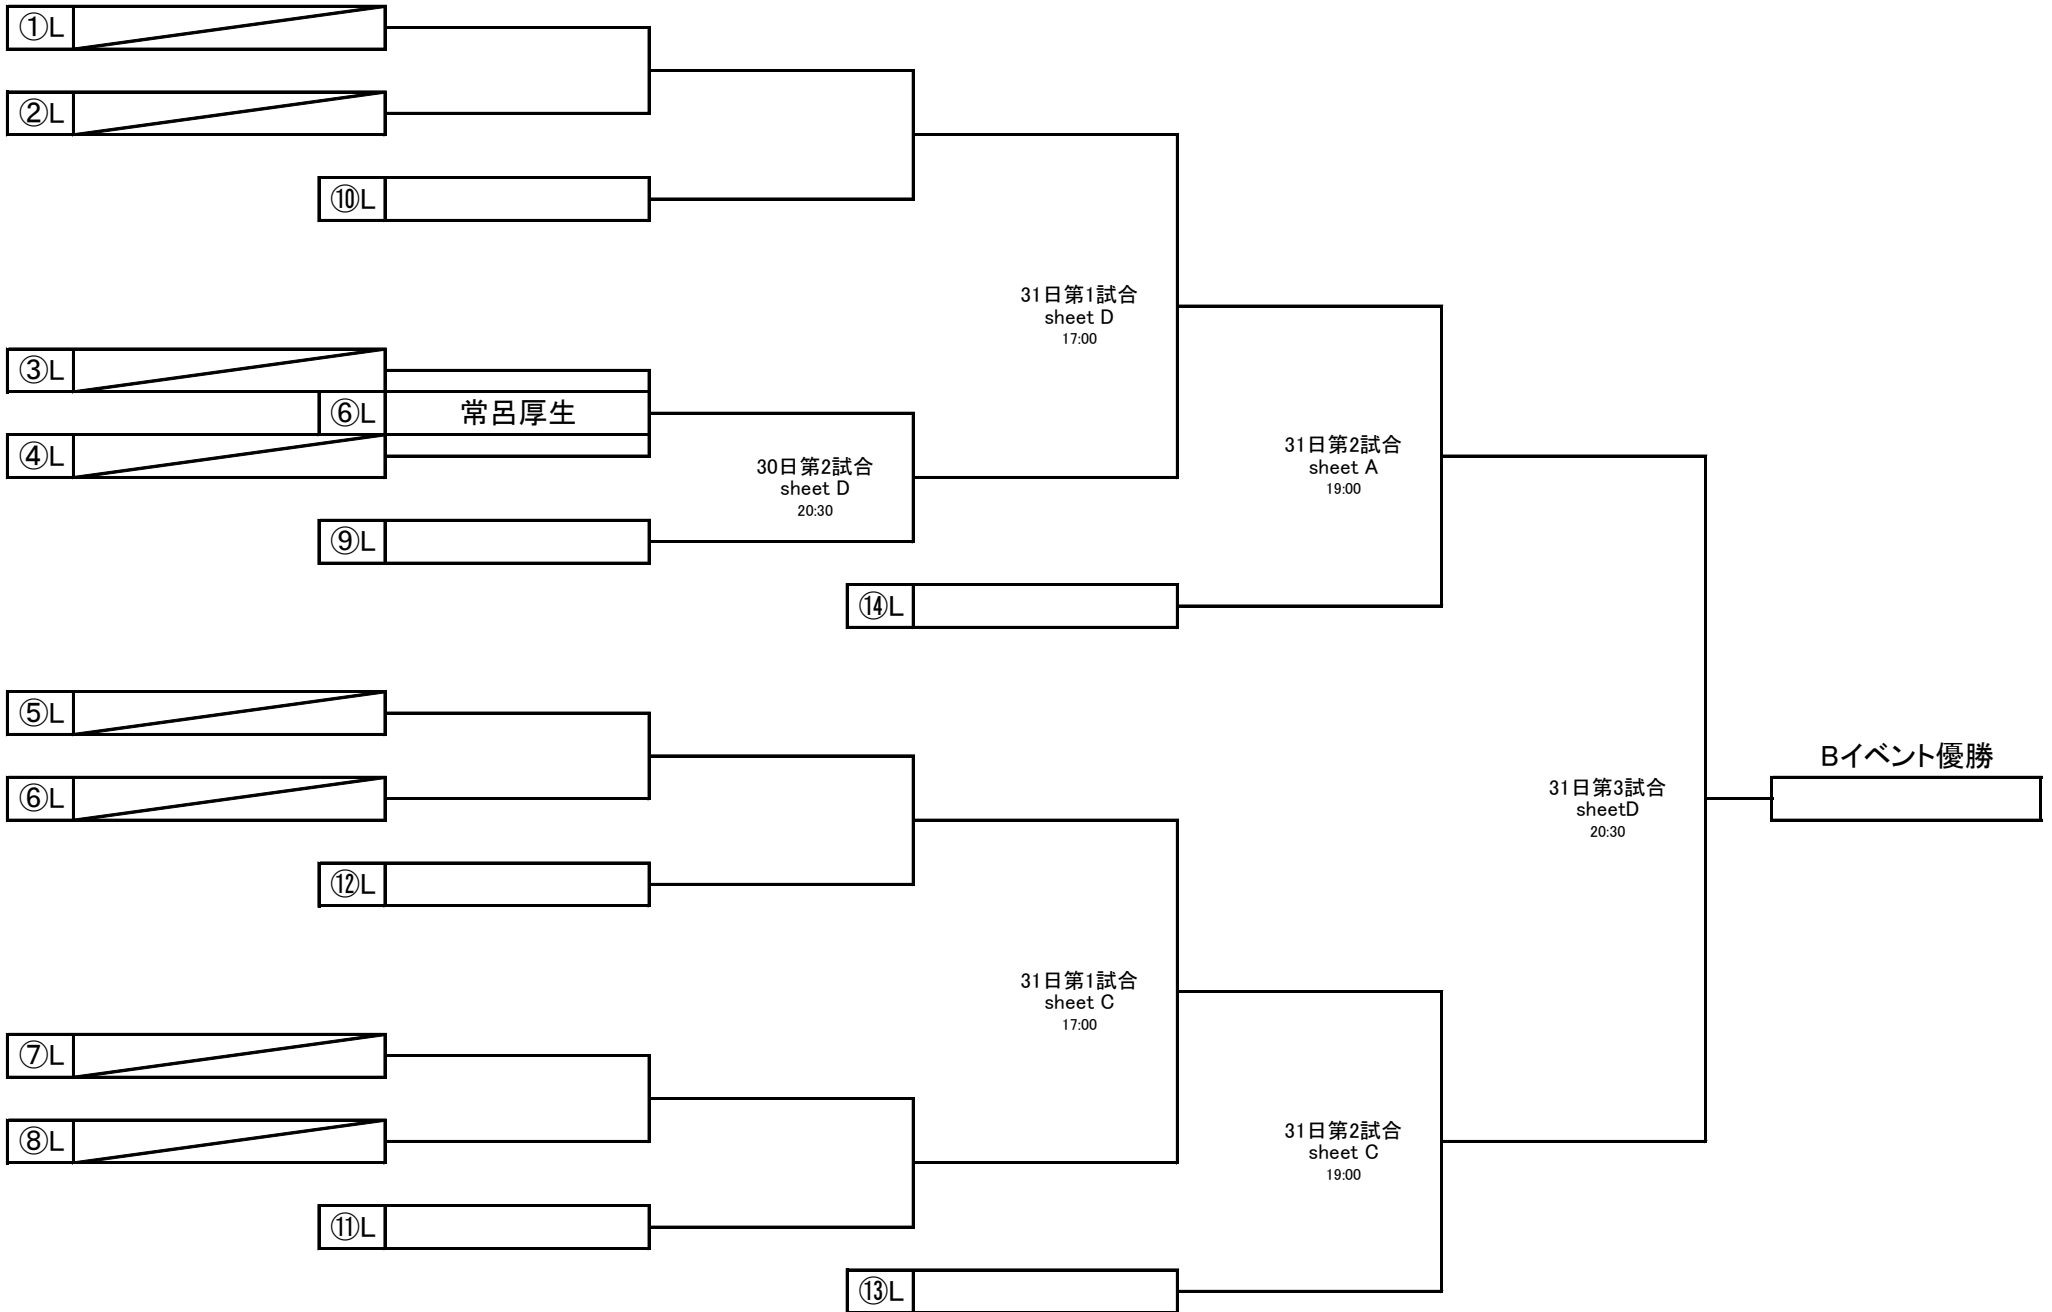 ①L
②L
⑩L
31日第1試合
sheet D
17:00
③L
⑥L 常呂厚生
④L
30日第2試合
sheet D
20:30
31日第2試合
sheet A
19:00
⑨L
⑭L
⑤L
⑥L
Bイベント優勝
31日第3試合
sheetD
20:30
⑫L
31日第1試合
sheet C
17:00
⑦L
⑧L
31日第2試合
sheet C
19:00
⑪L
⑬L